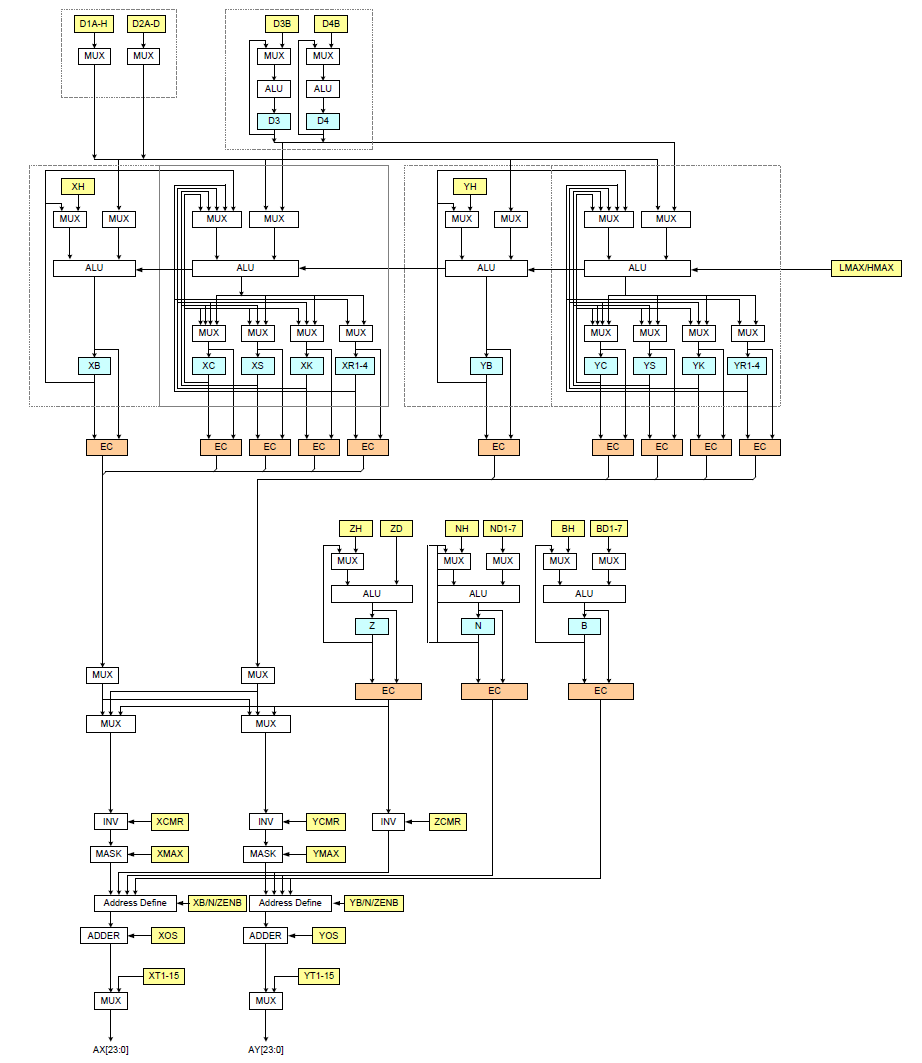 D1A-H D2A-D D3B D4B
MUX MUX MUX MUX
ALU ALU
D3 D4
XH YH
MUX MUX MUX MUX MUX MUX MUX MUX
ALU ALU ALU ALU LMAX/HMAX
MUX MUX MUX MUX MUX MUX MUX MUX
XB XC XS XK XR1-4 YB YC YS YK YR1-4
EC EC EC EC EC EC EC EC EC EC
ZH ZD NH ND1-7 BH BD1-7
MUX MUX MUX MUX MUX
ALU ALU ALU
Z N B
MUX MUX
EC EC EC
MUX MUX
INV XCMR INV YCMR INV ZCMR
MASK XMAX MASK YMAX
Address Define XB/N/ZENB Address Define YB/N/ZENB
ADDER XOS ADDER YOS
XT1-15 YT1-15
MUX MUX
AX[23:0] AY[23:0]